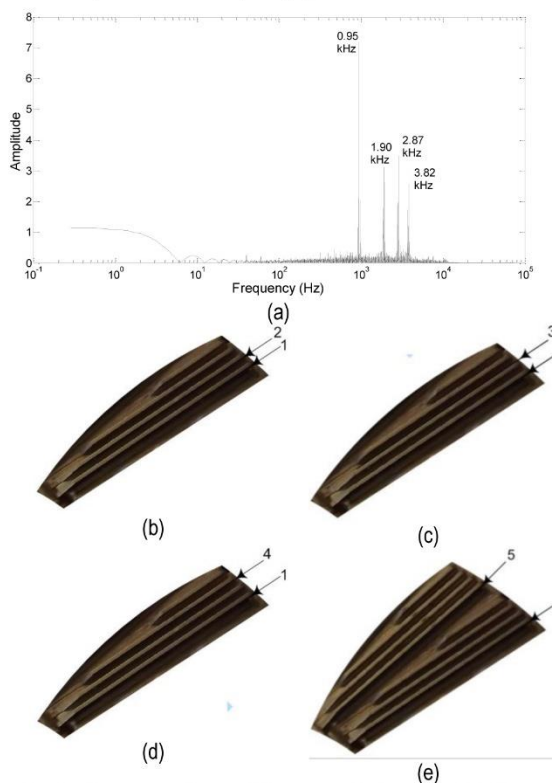 8
7
0.95
kHz
6
5
Amplitude
4
2.87
kHz
1.90
kHz
3
3.82
kHz
2
1
0
10⁻¹ 10⁰ 10¹ 10² 10³ 10⁴ 10⁵
Frequency (Hz)
(a)
2
1
3
(b)
(c)
4
1
5
(d)
(e)